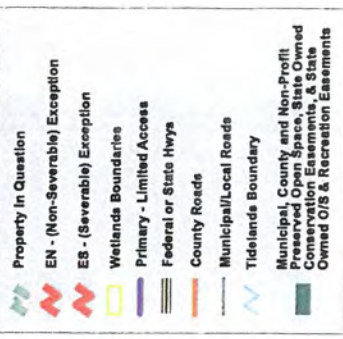 Property In Question
EN - (Non-Severable) Exception
ES - (Severable) Exception
Wetlands Boundaries
Primary - Limited Access
Federal or State Hwys
County Roads
Municipal/Local Roads
Tidelands Boundary
Municipal, County and Non-Profit
Preserved Open Space, State Owned
Conservation Easements, & State
Owned O/S & Recreation Easements